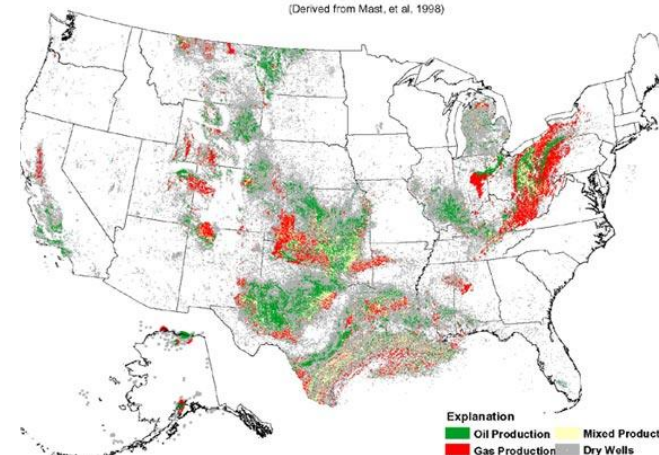 (Derived from Mast, et al, 1998)
Explanation
Oil Production Mixed Product
Gas Production Dry Wells